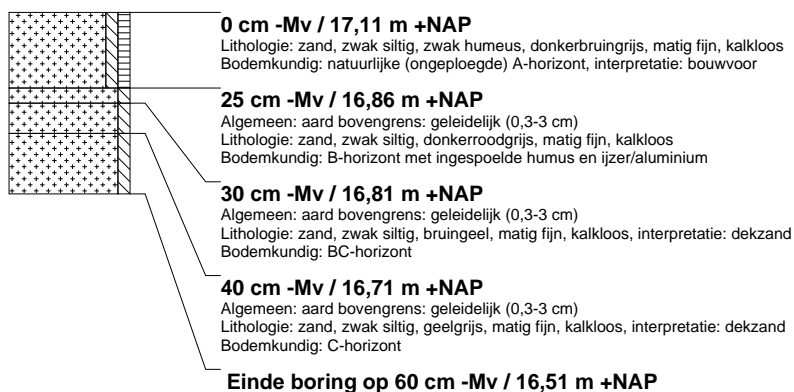 0 cm -Mv / 17,11 m +NAP
Lithologie: zand, zwak siltig, zwak humeus, donkerbruingrijs, matig fijn, kalkloos
Bodemkundig: natuurlijke (ongeploegde) A-horizont, interpretatie: bouwvoor
25 cm -Mv / 16,86 m +NAP
Algemeen: aard bovengrens: geleidelijk (0,3-3 cm)
Lithologie: zand, zwak siltig, donkerroodgrijs, matig fijn, kalkloos
Bodemkundig: B-horizont met ingespoelde humus en ijzer/aluminium
30 cm -Mv / 16,81 m +NAP
Algemeen: aard bovengrens: geleidelijk (0,3-3 cm)
Lithologie: zand, zwak siltig, bruingeel, matig fijn, kalkloos, interpretatie: dekzand
Bodemkundig: BC-horizont
40 cm -Mv / 16,71 m +NAP
Algemeen: aard bovengrens: geleidelijk (0,3-3 cm)
Lithologie: zand, zwak siltig, geelgrijs, matig fijn, kalkloos, interpretatie: dekzand
Bodemkundig: C-horizont
Einde boring op 60 cm -Mv / 16,51 m +NAP